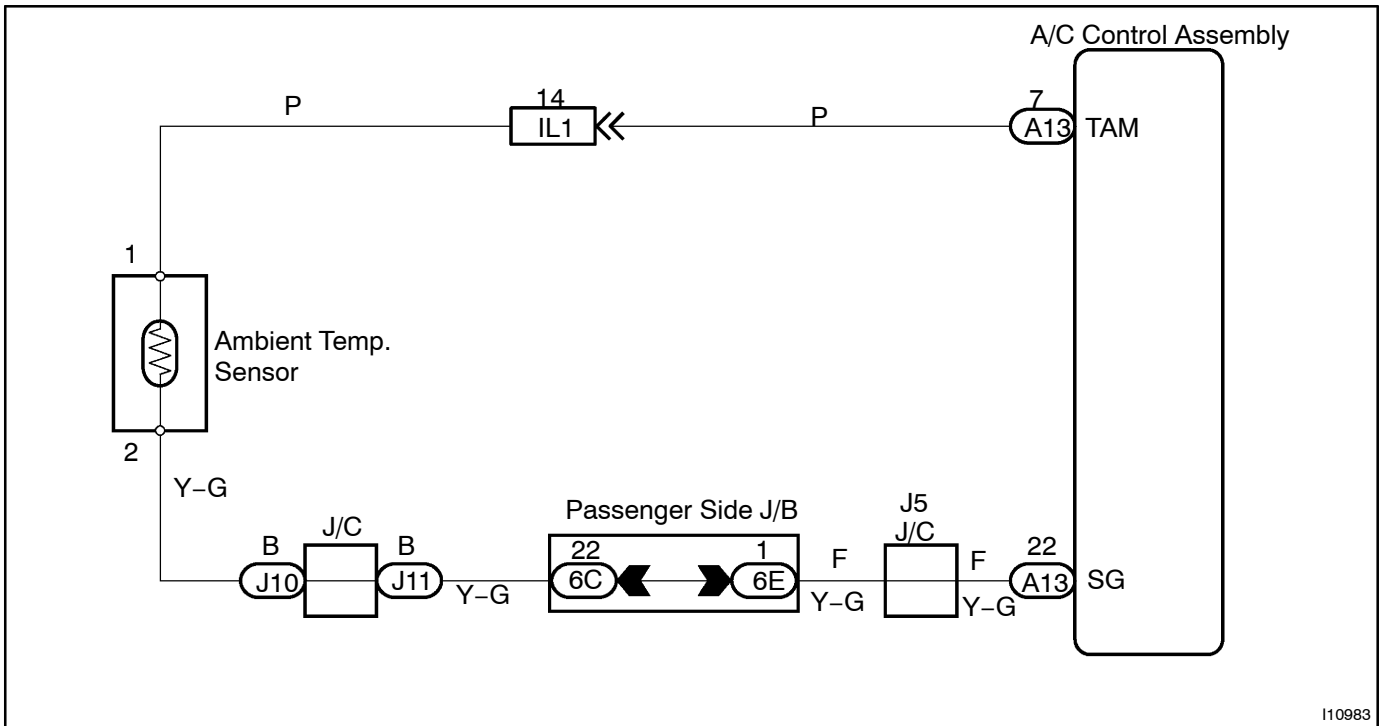 A/C Control Assembly
P
14
IL1
P
7
A13
TAM
1
Ambient Temp.
Sensor
2
Y−G
B
J10
J/C
B
J11
Y−G
Passenger Side J/B
22
6C
1
6E
F
Y−G
J5
J/C
F
Y−G
22
A13
SG
I10983